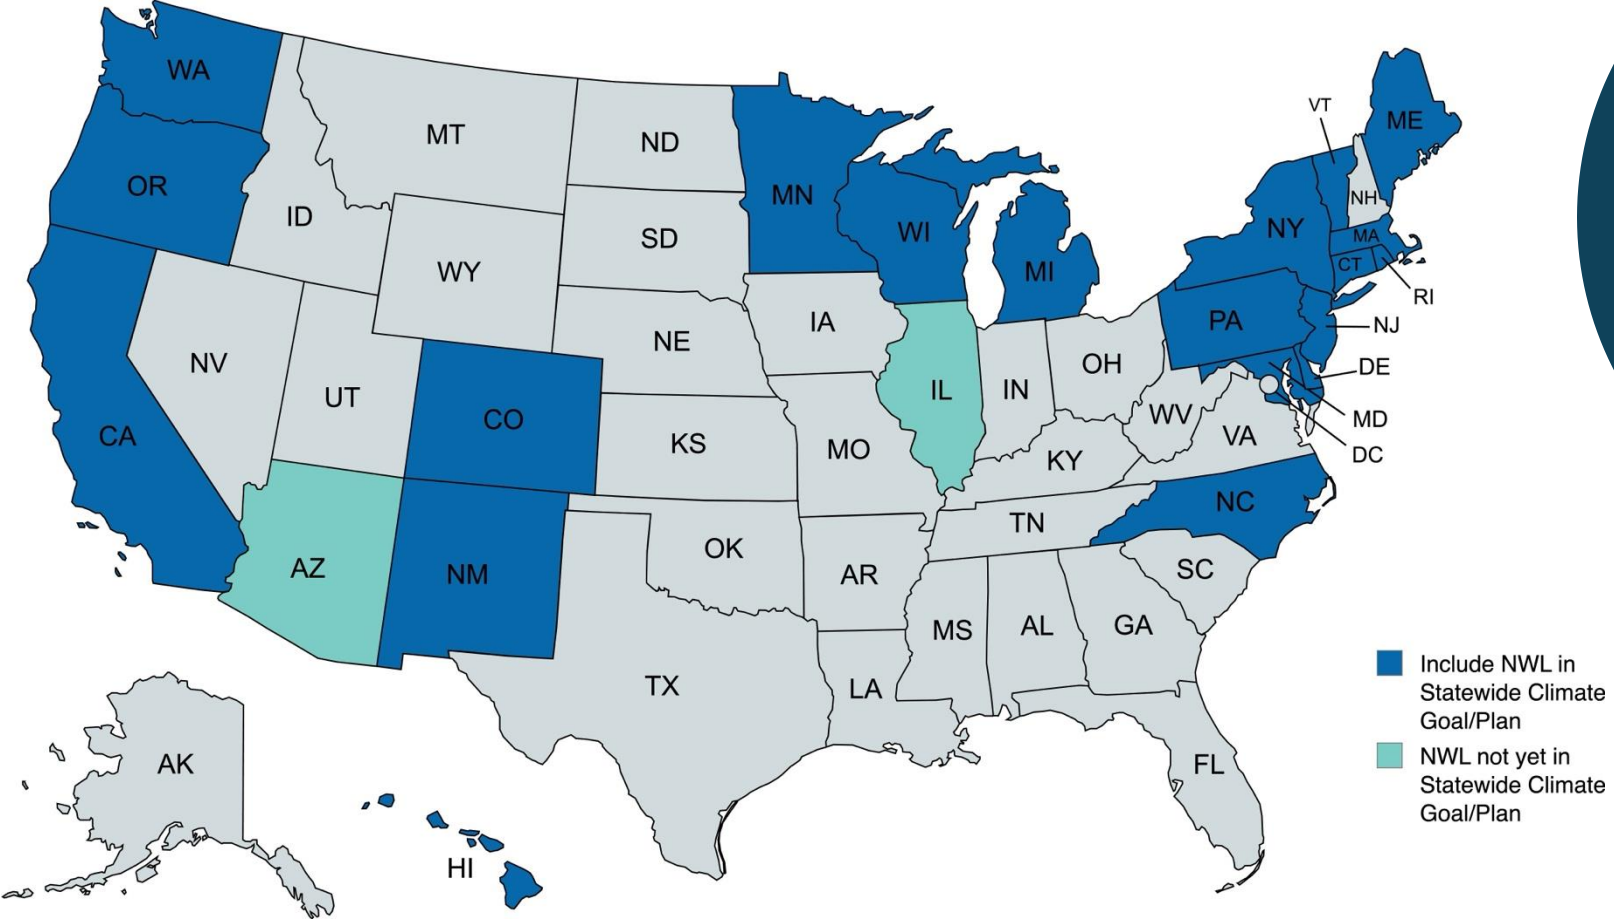 WA
OR
CA
NV
ID
MT
WY
UT
CO
AZ
NM
ND
SD
NE
KS
OK
TX
MN
IA
MO
AR
LA
WI
IL
MI
IN
OH
KY
TN
MS
AL
GA
FL
SC
NC
VA
WV
PA
NY
VT
NH
ME
MA
CT
RI
NJ
DE
MD
DC
AK
HI
Include NWL in
Statewide Climate
Goal/Plan
NWL not yet in
Statewide Climate
Goal/Plan